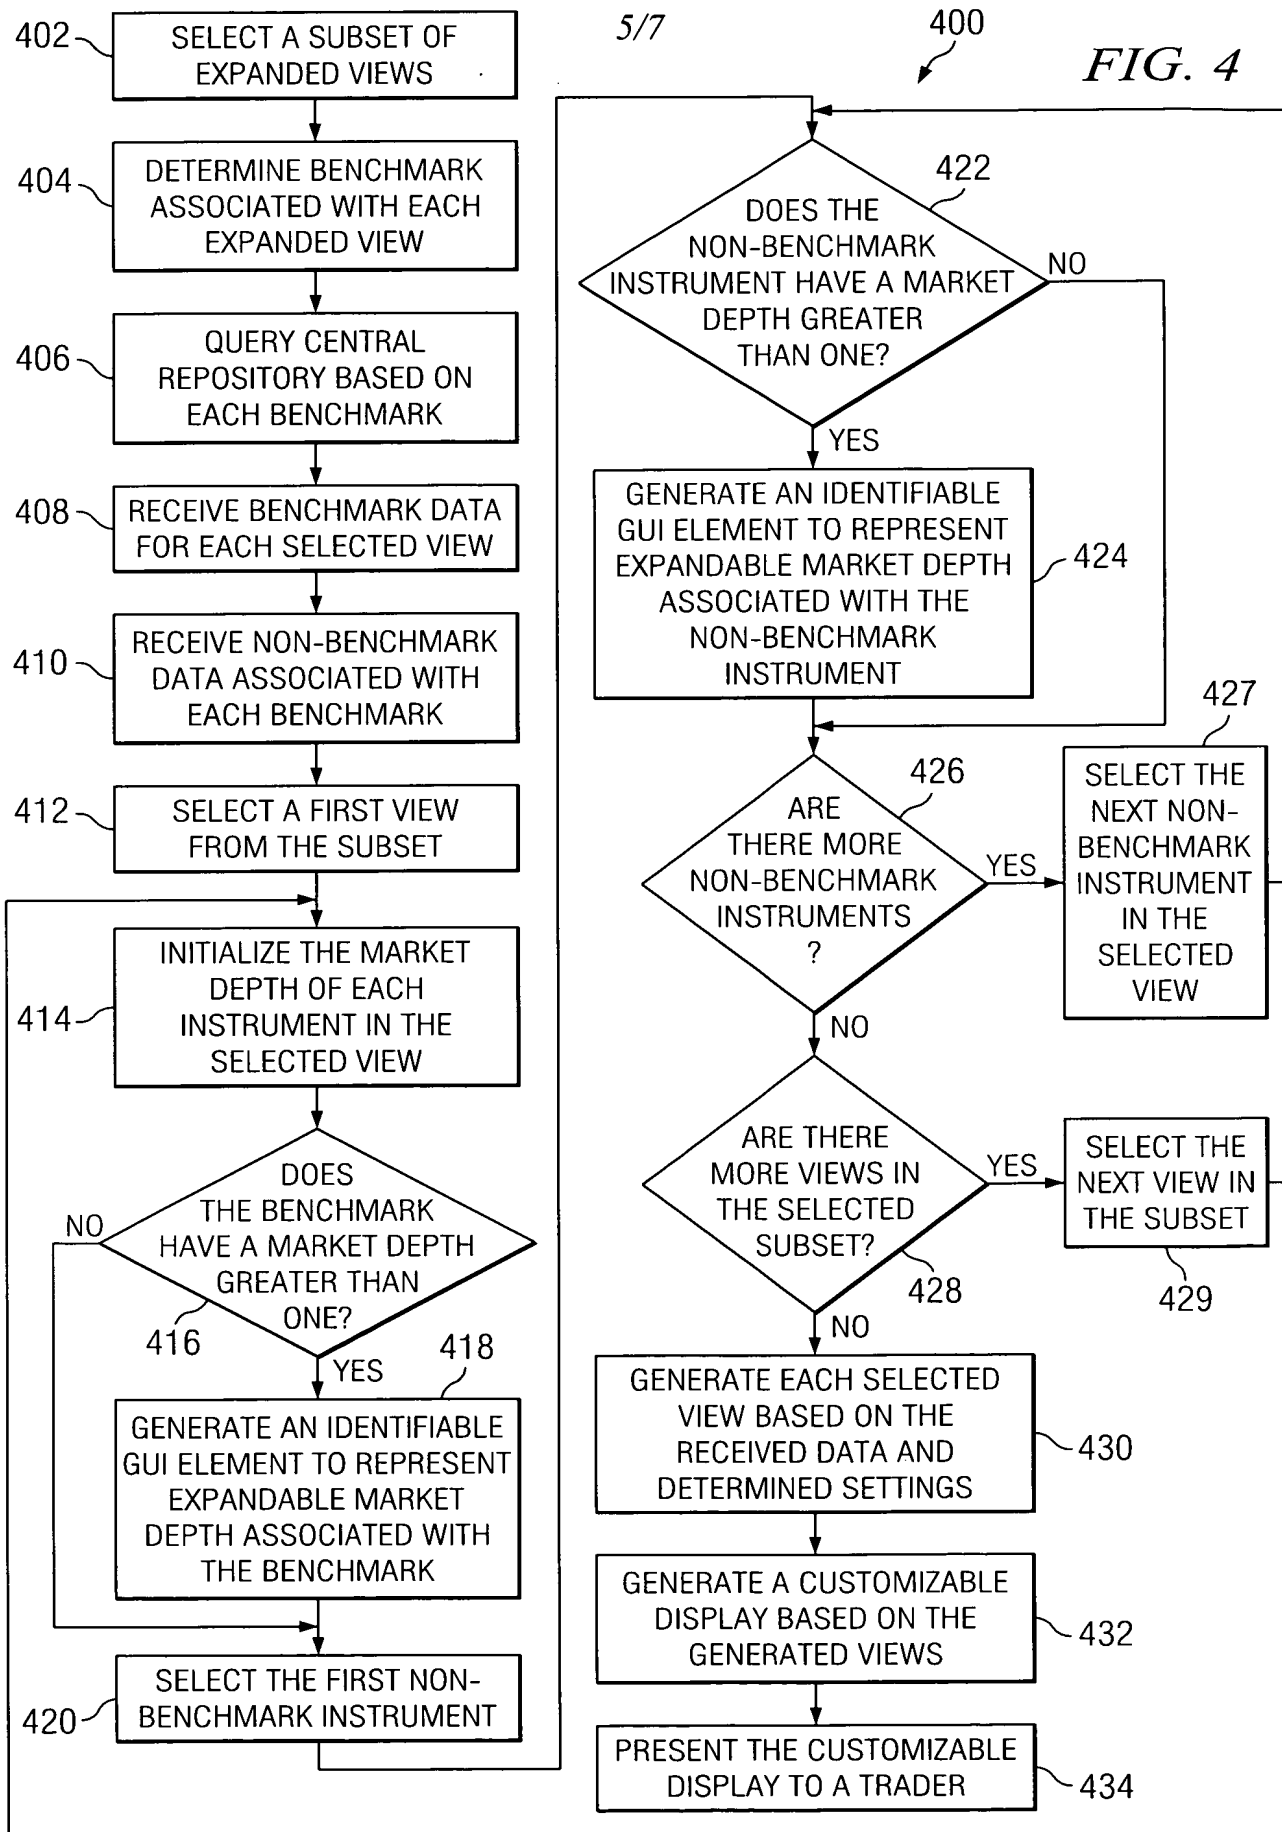 5/7
400
FIG. 4
402
SELECT A SUBSET OF
EXPANDED VIEWS
404
DETERMINE BENCHMARK
ASSOCIATED WITH EACH
EXPANDED VIEW
406
QUERY CENTRAL
REPOSITORY BASED ON
EACH BENCHMARK
408
RECEIVE BENCHMARK DATA
FOR EACH SELECTED VIEW
410
RECEIVE NON-BENCHMARK
DATA ASSOCIATED WITH
EACH BENCHMARK
412
SELECT A FIRST VIEW
FROM THE SUBSET
414
INITIALIZE THE MARKET
DEPTH OF EACH
INSTRUMENT IN THE
SELECTED VIEW
DOES
THE BENCHMARK
HAVE A MARKET DEPTH
GREATER THAN
ONE?
NO
416
YES
418
GENERATE AN IDENTIFIABLE
GUI ELEMENT TO REPRESENT
EXPANDABLE MARKET
DEPTH ASSOCIATED WITH
THE BENCHMARK
420
SELECT THE FIRST NON-
BENCHMARK INSTRUMENT
422
DOES THE
NON-BENCHMARK
INSTRUMENT HAVE A MARKET
DEPTH GREATER
THAN ONE?
NO
YES
GENERATE AN IDENTIFIABLE
GUI ELEMENT TO REPRESENT
EXPANDABLE MARKET DEPTH
ASSOCIATED WITH THE
NON-BENCHMARK
INSTRUMENT
424
426
ARE
THERE MORE
NON-BENCHMARK
INSTRUMENTS
?
YES
NO
427
SELECT THE
NEXT NON-
BENCHMARK
INSTRUMENT
IN THE
SELECTED
VIEW
ARE THERE
MORE VIEWS IN
THE SELECTED
SUBSET?
428
YES
NO
SELECT THE
NEXT VIEW IN
THE SUBSET
429
GENERATE EACH SELECTED
VIEW BASED ON THE
RECEIVED DATA AND
DETERMINED SETTINGS
430
GENERATE A CUSTOMIZABLE
DISPLAY BASED ON THE
GENERATED VIEWS
432
PRESENT THE CUSTOMIZABLE
DISPLAY TO A TRADER
434